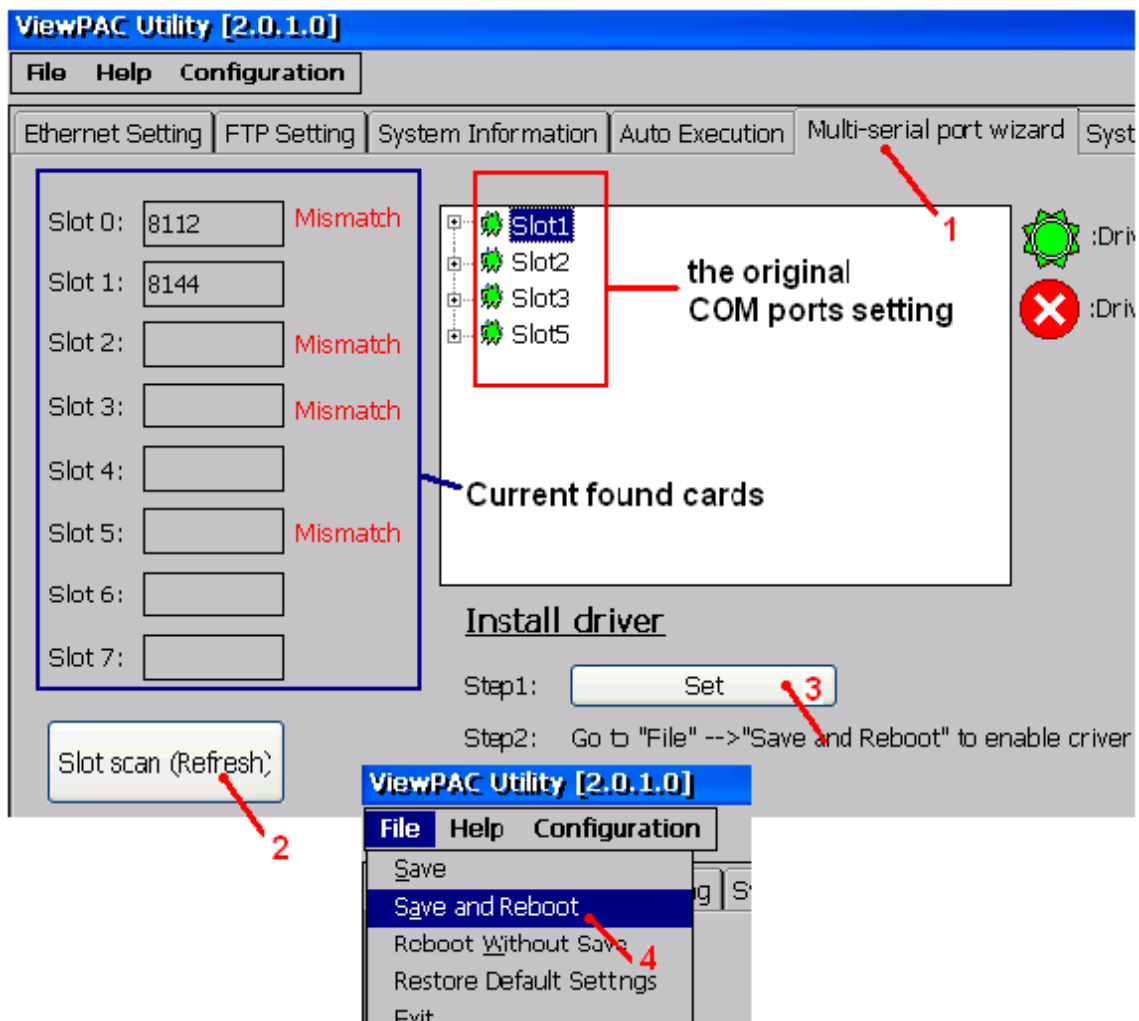 ViewPAC Utility [2.0.1.0]
File Help Configuration
Ethernet Setting FTP Setting System Information Auto Execution Multi-serial port wizard Syst
Slot 0: 8112 Mismatch
Slot 1: 8144
Slot 2: Mismatch
Slot 3: Mismatch
Slot 4:
Slot 5: Mismatch
Slot 6:
Slot 7:
Slot scan (Refresh)
2
Slot1
Slot2
Slot3
Slot5
the original
COM ports setting
Current found cards
1
:Driv
:Driv
Install driver
Step1: Set 3
Step2: Go to "File" -->"Save and Reboot" to enable criver
ViewPAC Utility [2.0.1.0]
File Help Configuration
Save
g S
Save and Reboot
Reboot Without Save
4
Restore Default Settngs
Exit